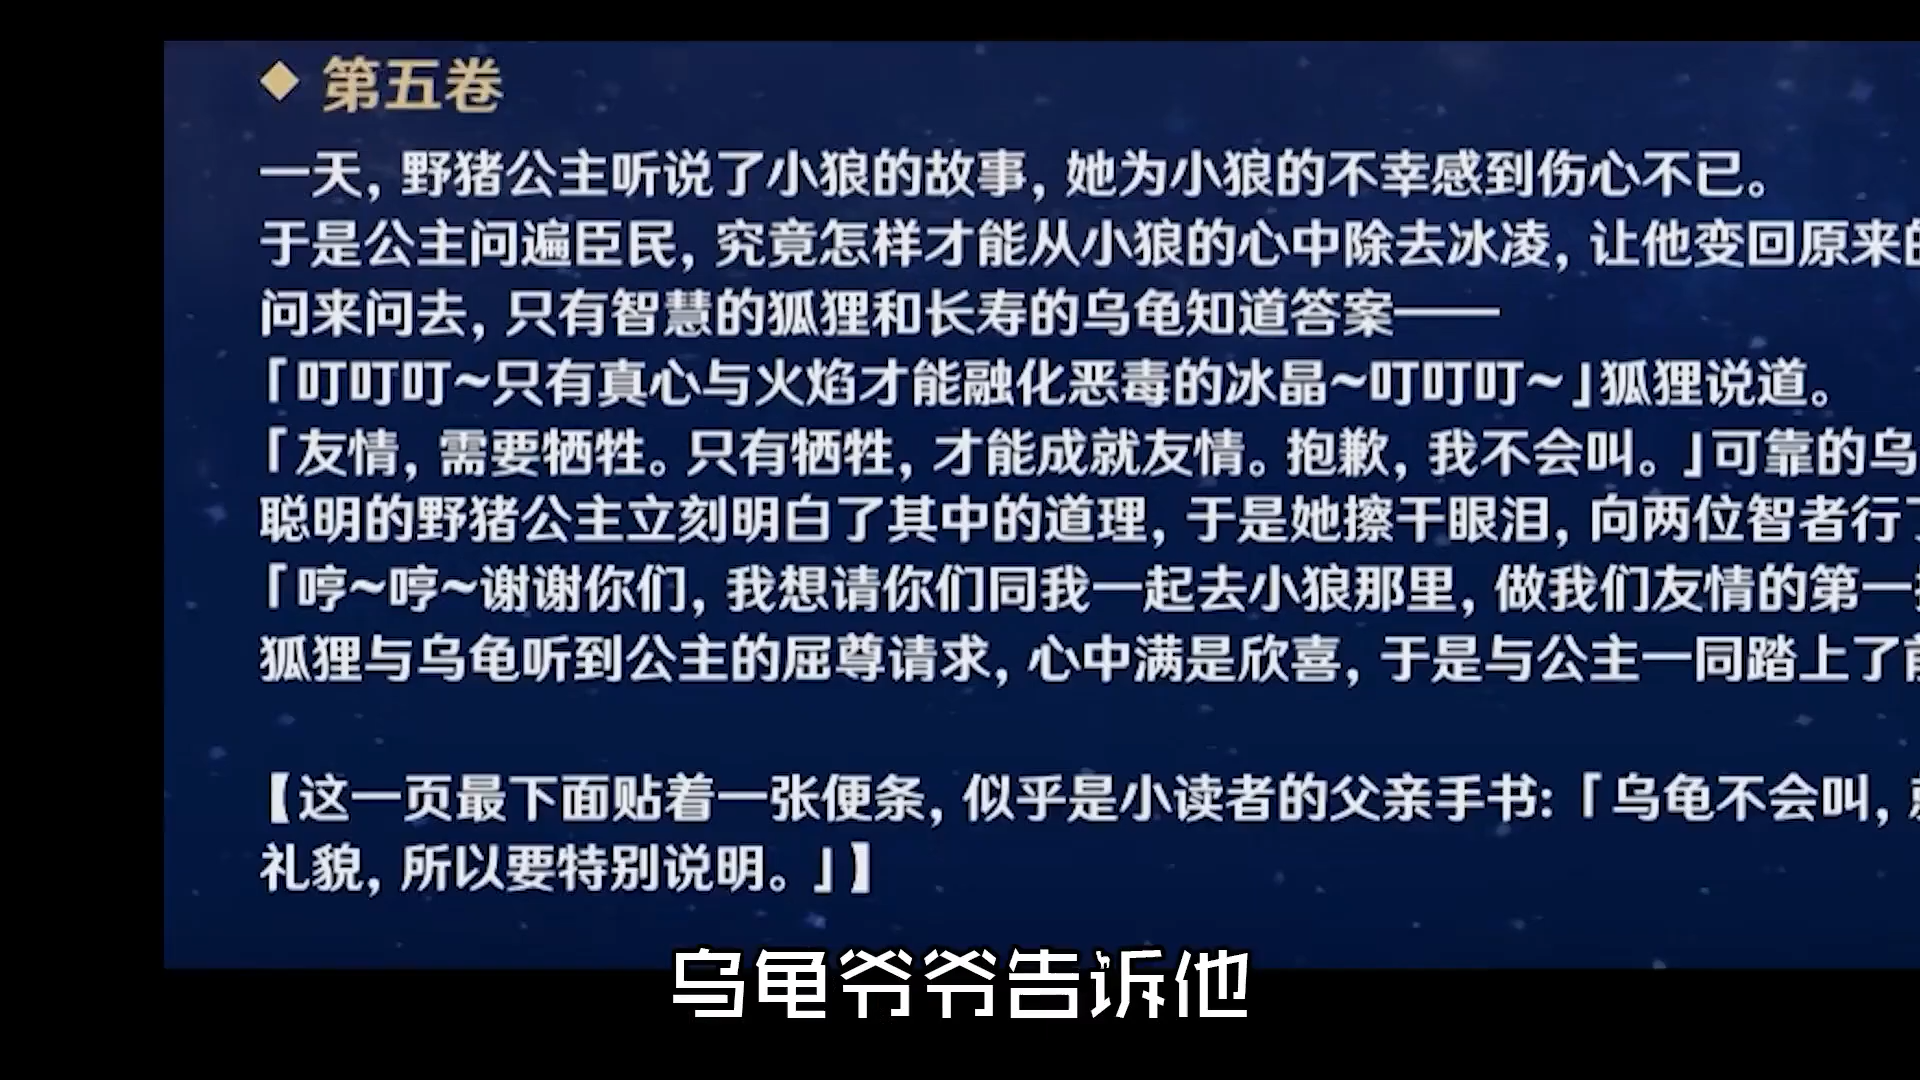 ◆ 第五卷
一天，野猪公主听说了小狼的故事，她为小狼的不幸感到伤心不已。
于是公主问遍臣民，究竟怎样才能从小狼的心中除去冰凌，让他变回原来的
问来问去，只有智慧的狐狸和长寿的乌龟知道答案——
「叮叮叮~只有真心与火焰才能融化恶毒的冰晶~叮叮叮~」狐狸说道。
「友情，需要牺牲。只有牺牲，才能成就友情。抱歉，我不会叫。」可靠的乌
聪明的野猪公主立刻明白了其中的道理，于是她擦干眼泪，向两位智者行了
「哼~哼~谢谢你们，我想请你们同我一起去小狼那里，做我们友情的第一
狐狸与乌龟听到公主的屈尊请求，心中满是欣喜，于是与公主一同踏上了前
【这一页最下面贴着一张便条，似乎是小读者的父亲手书：「乌龟不会叫，
礼貌，所以要特别说明。」】
乌龟爷爷告诉他